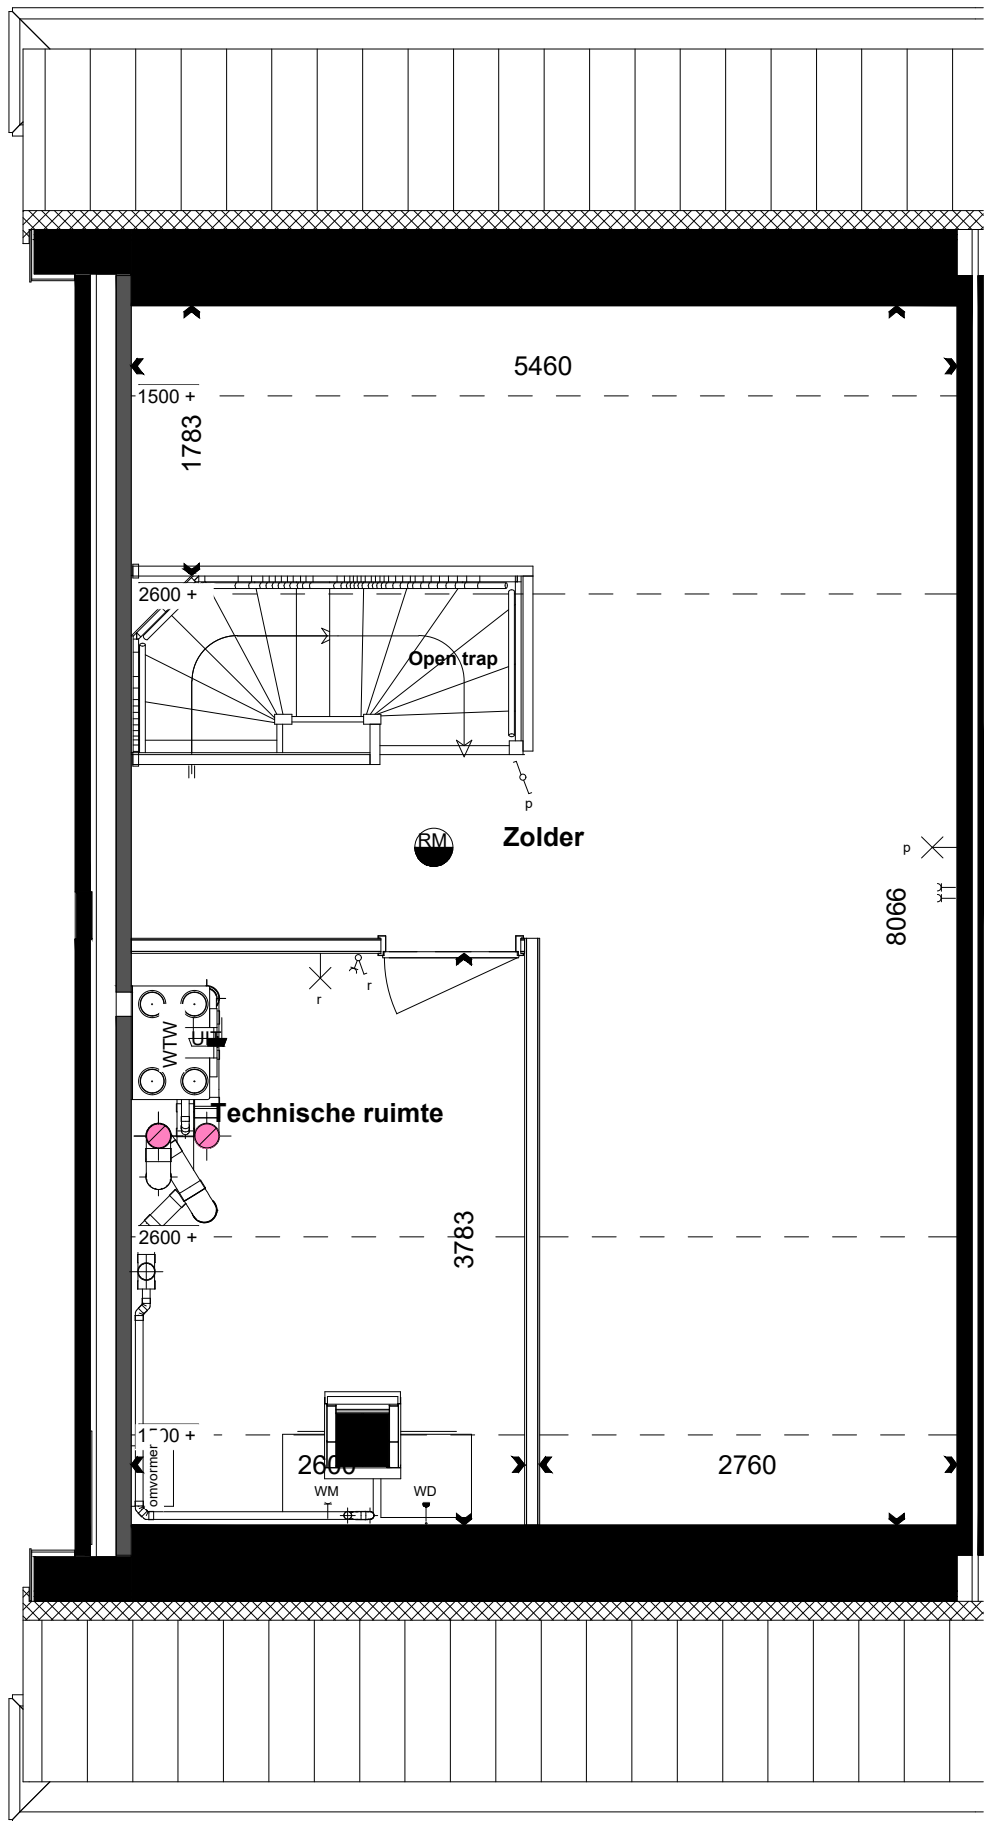 5460
1500 +
1783
2600 +
Open trap
p
RM
Zolder
p
8066
r
r
WTW
Technische ruimte
2600 +
3783
omvormer
2600
2760
WM
WD